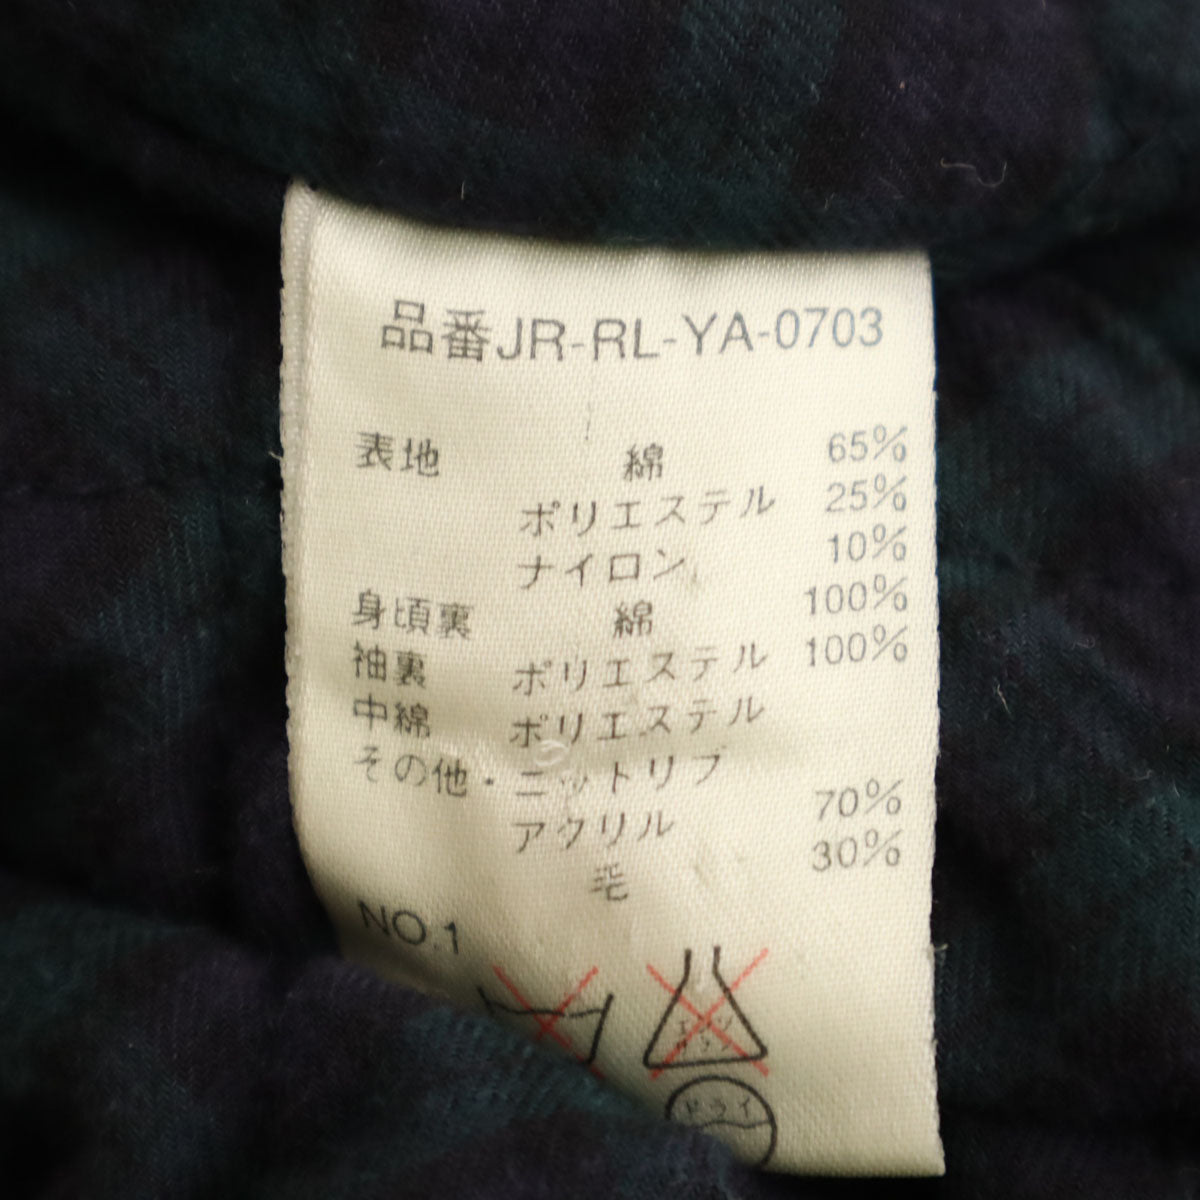 品番JR-RL-YA-0703
表地 綿 65%
ポリエステル 25%
ナイロン 10%
身頃裏 綿 100%
袖裏 ポリエステル 100%
中綿 ポリエステル
その他・ニットリブ
アクリル 70%
毛 30%
NO.1
ドライ